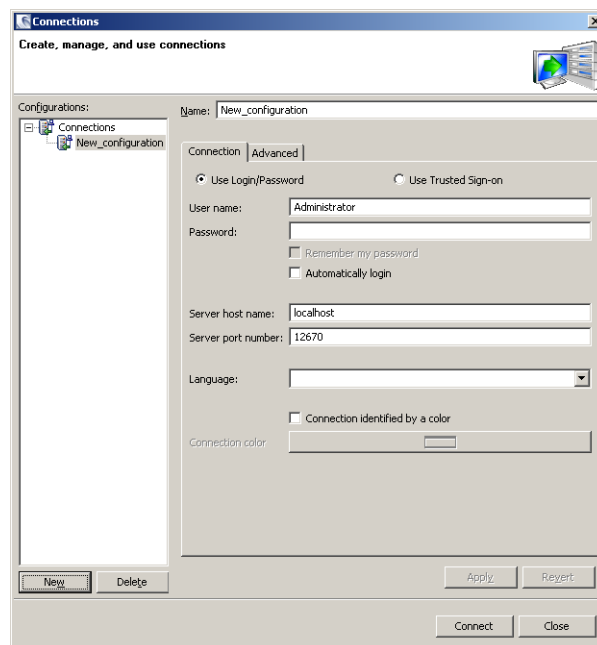 Connections
Create, manage, and use connections
Configurations:
Connections
New_configuration
Name: New_configuration
Connection Advanced
Use Login/Password Use Trusted Sign-on
User name: Administrator
Password:
Remember my password
Automatically login
Server host name: localhost
Server port number: 12670
Language:
Connection identified by a color
Connection color
New Delete
Apply Revert
Connect Close